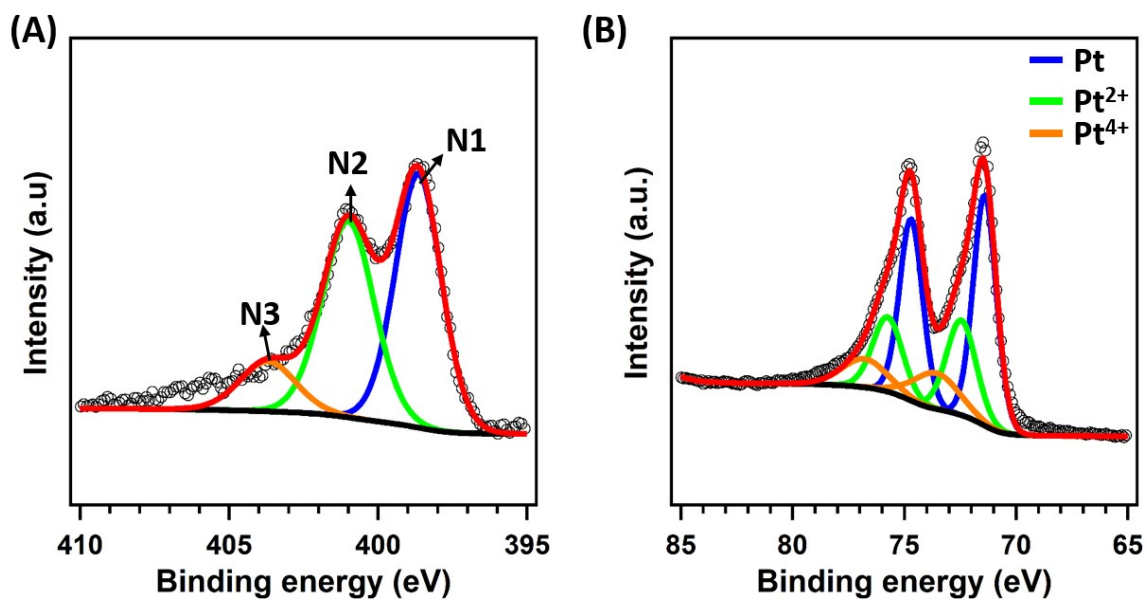 (A)
Intensity (a.u)
N1
N2
N3
410
405
400
395
Binding energy (eV)
(B)
Intensity (a.u.)
Pt
Pt²⁺
Pt⁴⁺
85
80
75
70
65
Binding energy (eV)